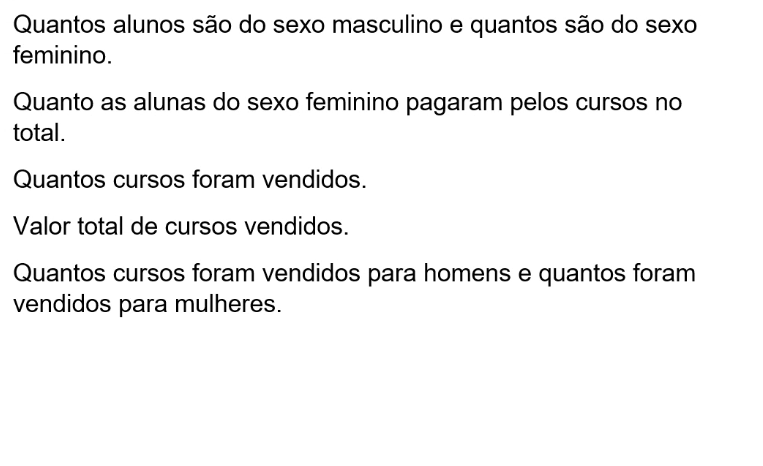 Quantos alunos são do sexo masculino e quantos são do sexo
feminino.
Quanto as alunas do sexo feminino pagaram pelos cursos no
total.
Quantos cursos foram vendidos.
Valor total de cursos vendidos.
Quantos cursos foram vendidos para homens e quantos foram
vendidos para mulheres.